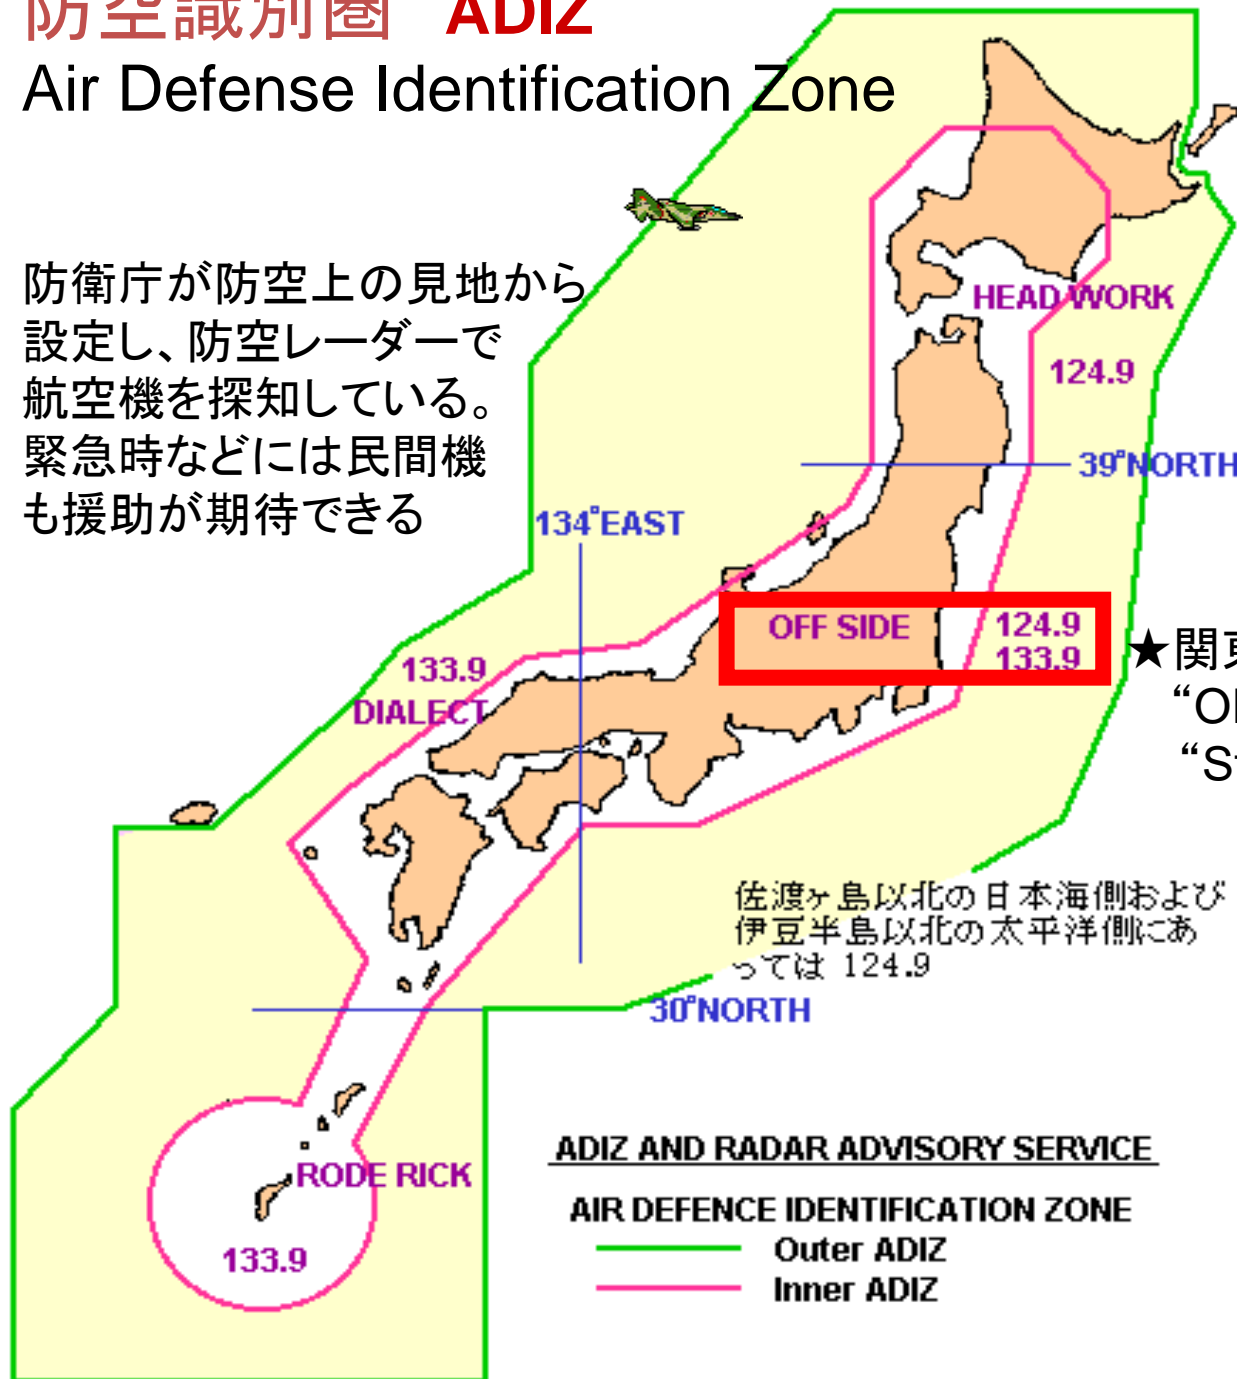 防空識別圏 ADIZ
Air Defense Identification Zone
防衛庁が防空上の見地から
設定し、防空レーダーで
航空機を探知している。
緊急時などには民間機
も援助が期待できる
HEAD WORK
124.9
39°NORTH
134°EAST
OFF SIDE
124.9
133.9
★関東
133.9
DIALECT
佐渡ヶ島以北の日本海側および
伊豆半島以北の太平洋側にあ
っては 124.9
30°NORTH
RODE RICK
133.9
ADIZ AND RADAR ADVISORY SERVICE
AIR DEFENCE IDENTIFICATION ZONE
Outer ADIZ
Inner ADIZ